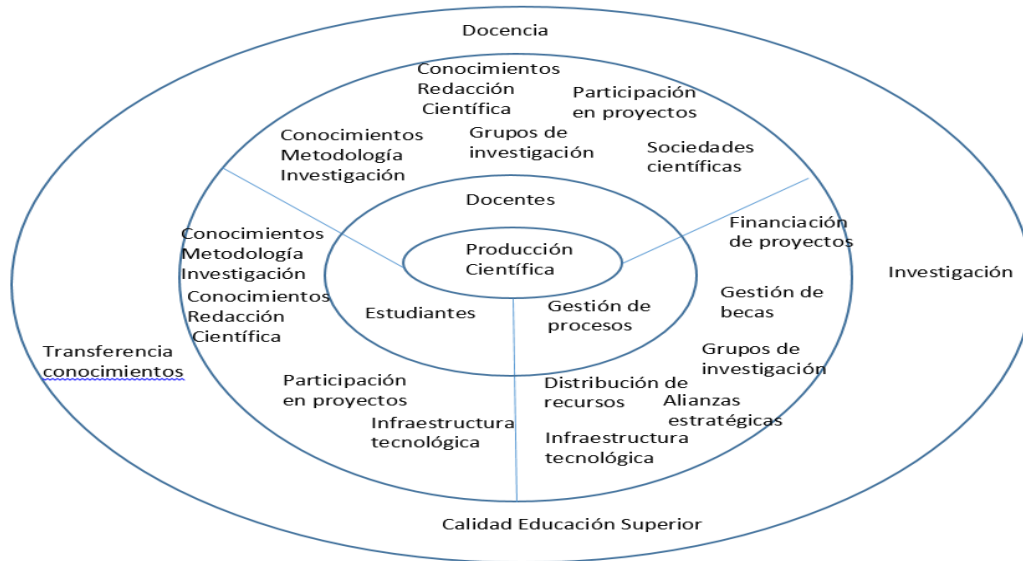 Docencia
Conocimientos
Redacción
Científica
Participación
en proyectos
Conocimientos
Metodología
Investigación
Grupos de
investigación
Sociedades
científicas
Docentes
Producción
Científica
Financiación
de proyectos
Conocimientos
Metodología
Investigación
Conocimientos
Redacción
Científica
Estudiantes
Gestión de
procesos
Gestión de
becas
Investigación
Transferencia
conocimientos
Grupos de
investigación
Participación
en proyectos
Infraestructura
tecnológica
Distribución de
recursos
Alianzas
estratégicas
Infraestructura
tecnológica
Calidad Educación Superior